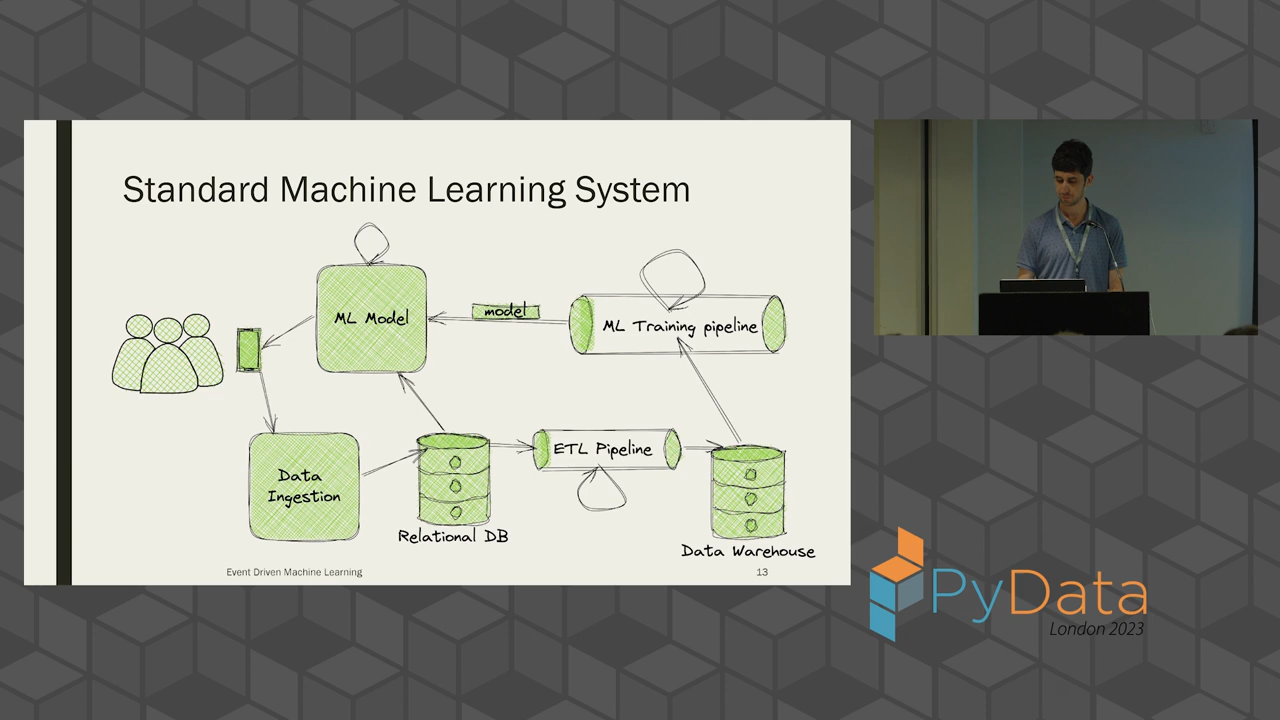 Standard Machine Learning System
ML Model
model
ML Training pipeline
Data
Ingestion
Relational DB
ETL Pipeline
Data Warehouse
Event Driven Machine Learning
13
PyData
London 2023